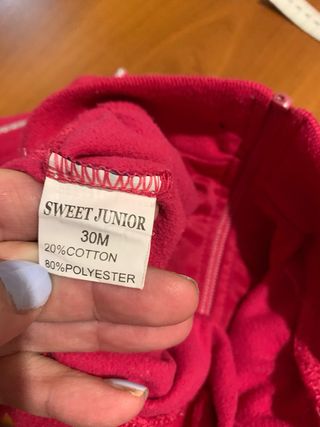 SWEET JUNIOR
30M
20%COTTON
80%POLYESTER